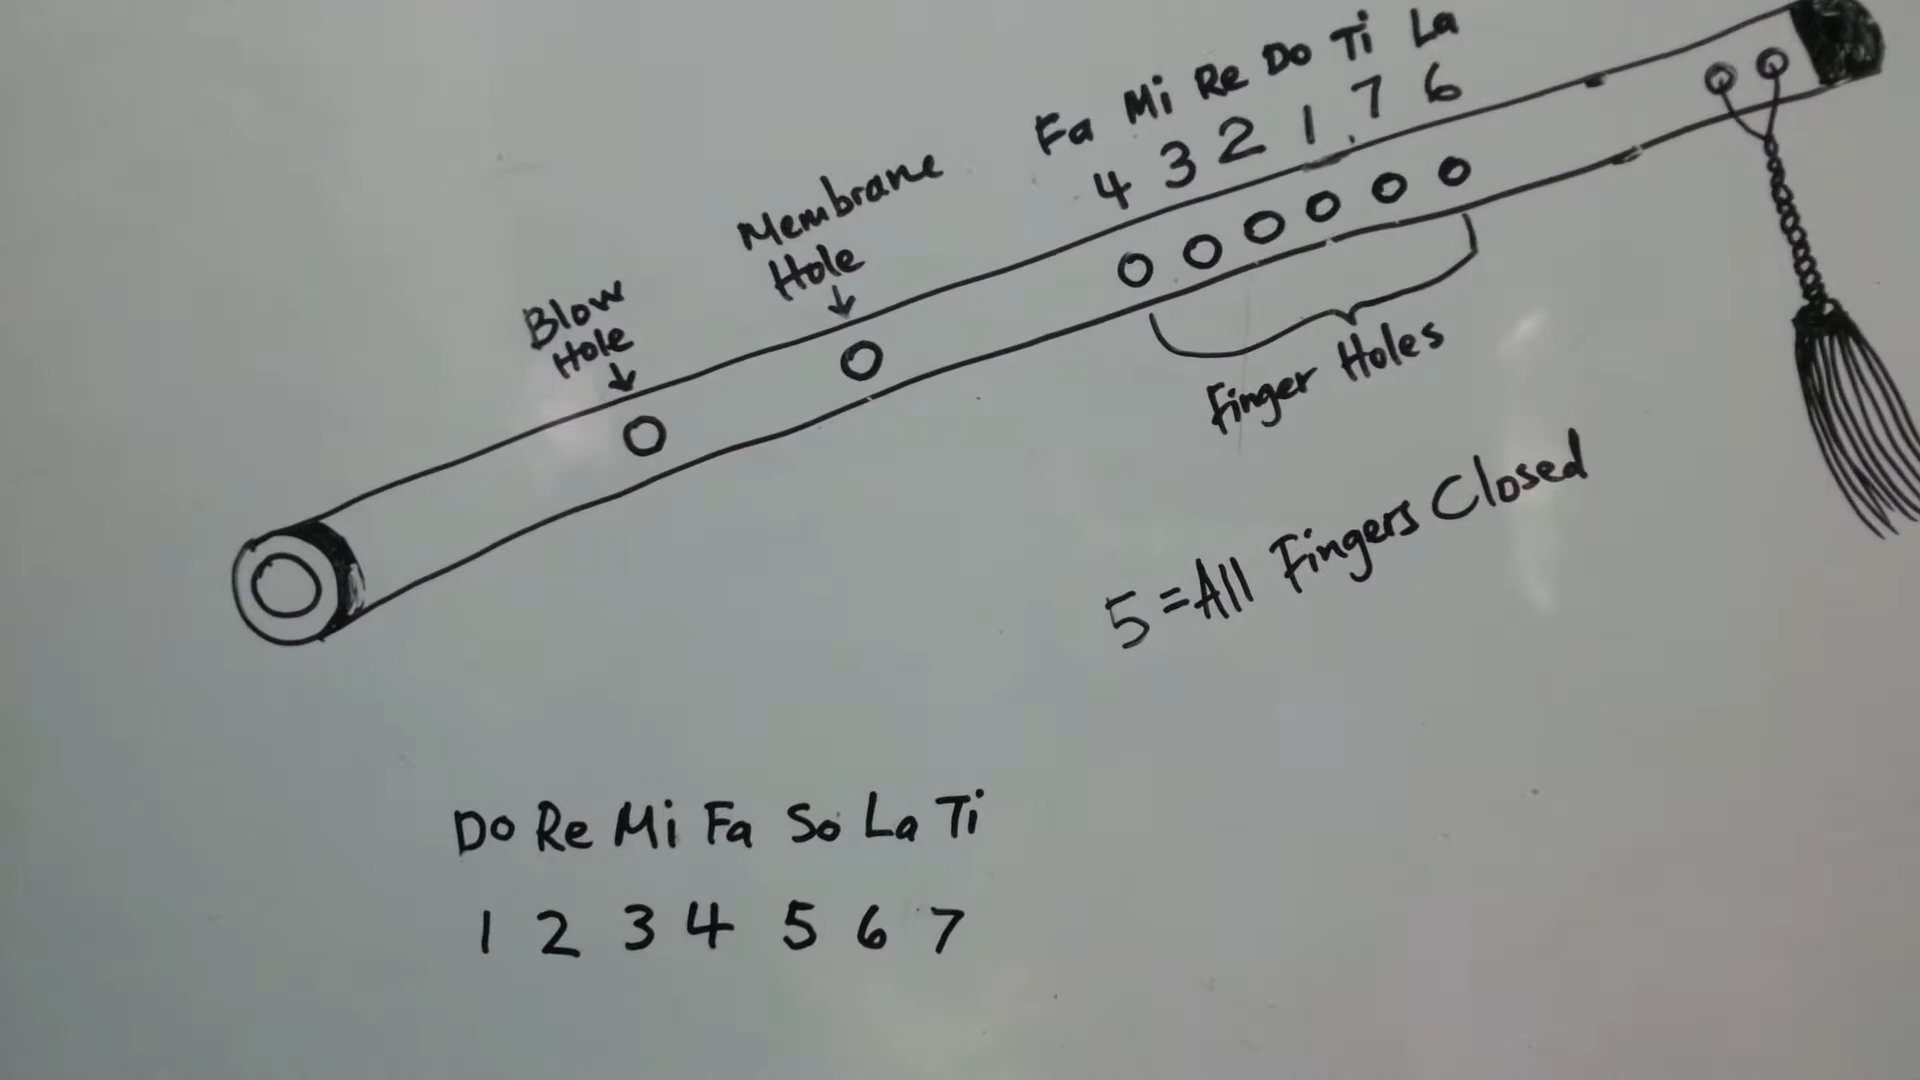 Fa Mi Re Do Ti La
4 3 2 1 7 6
Membrane
Hole
Blow
Hole
Finger Holes
5 = All Fingers Closed
Do Re Mi Fa So La Ti
1 2 3 4 5 6 7